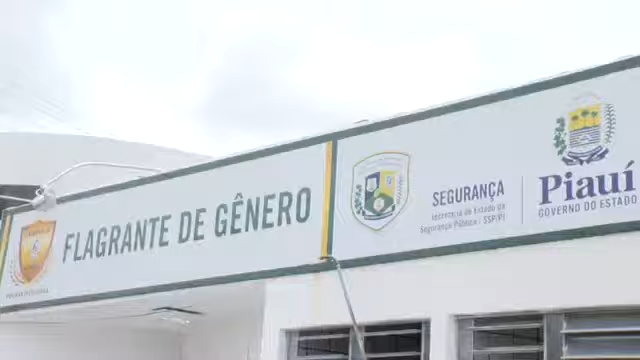 FLAGRANTE DE GÊNERO
SEGURANÇA
Secretaria de Estado da
Segurança Pública - SSP/PI
Piauí
GOVERNO DO ESTADO